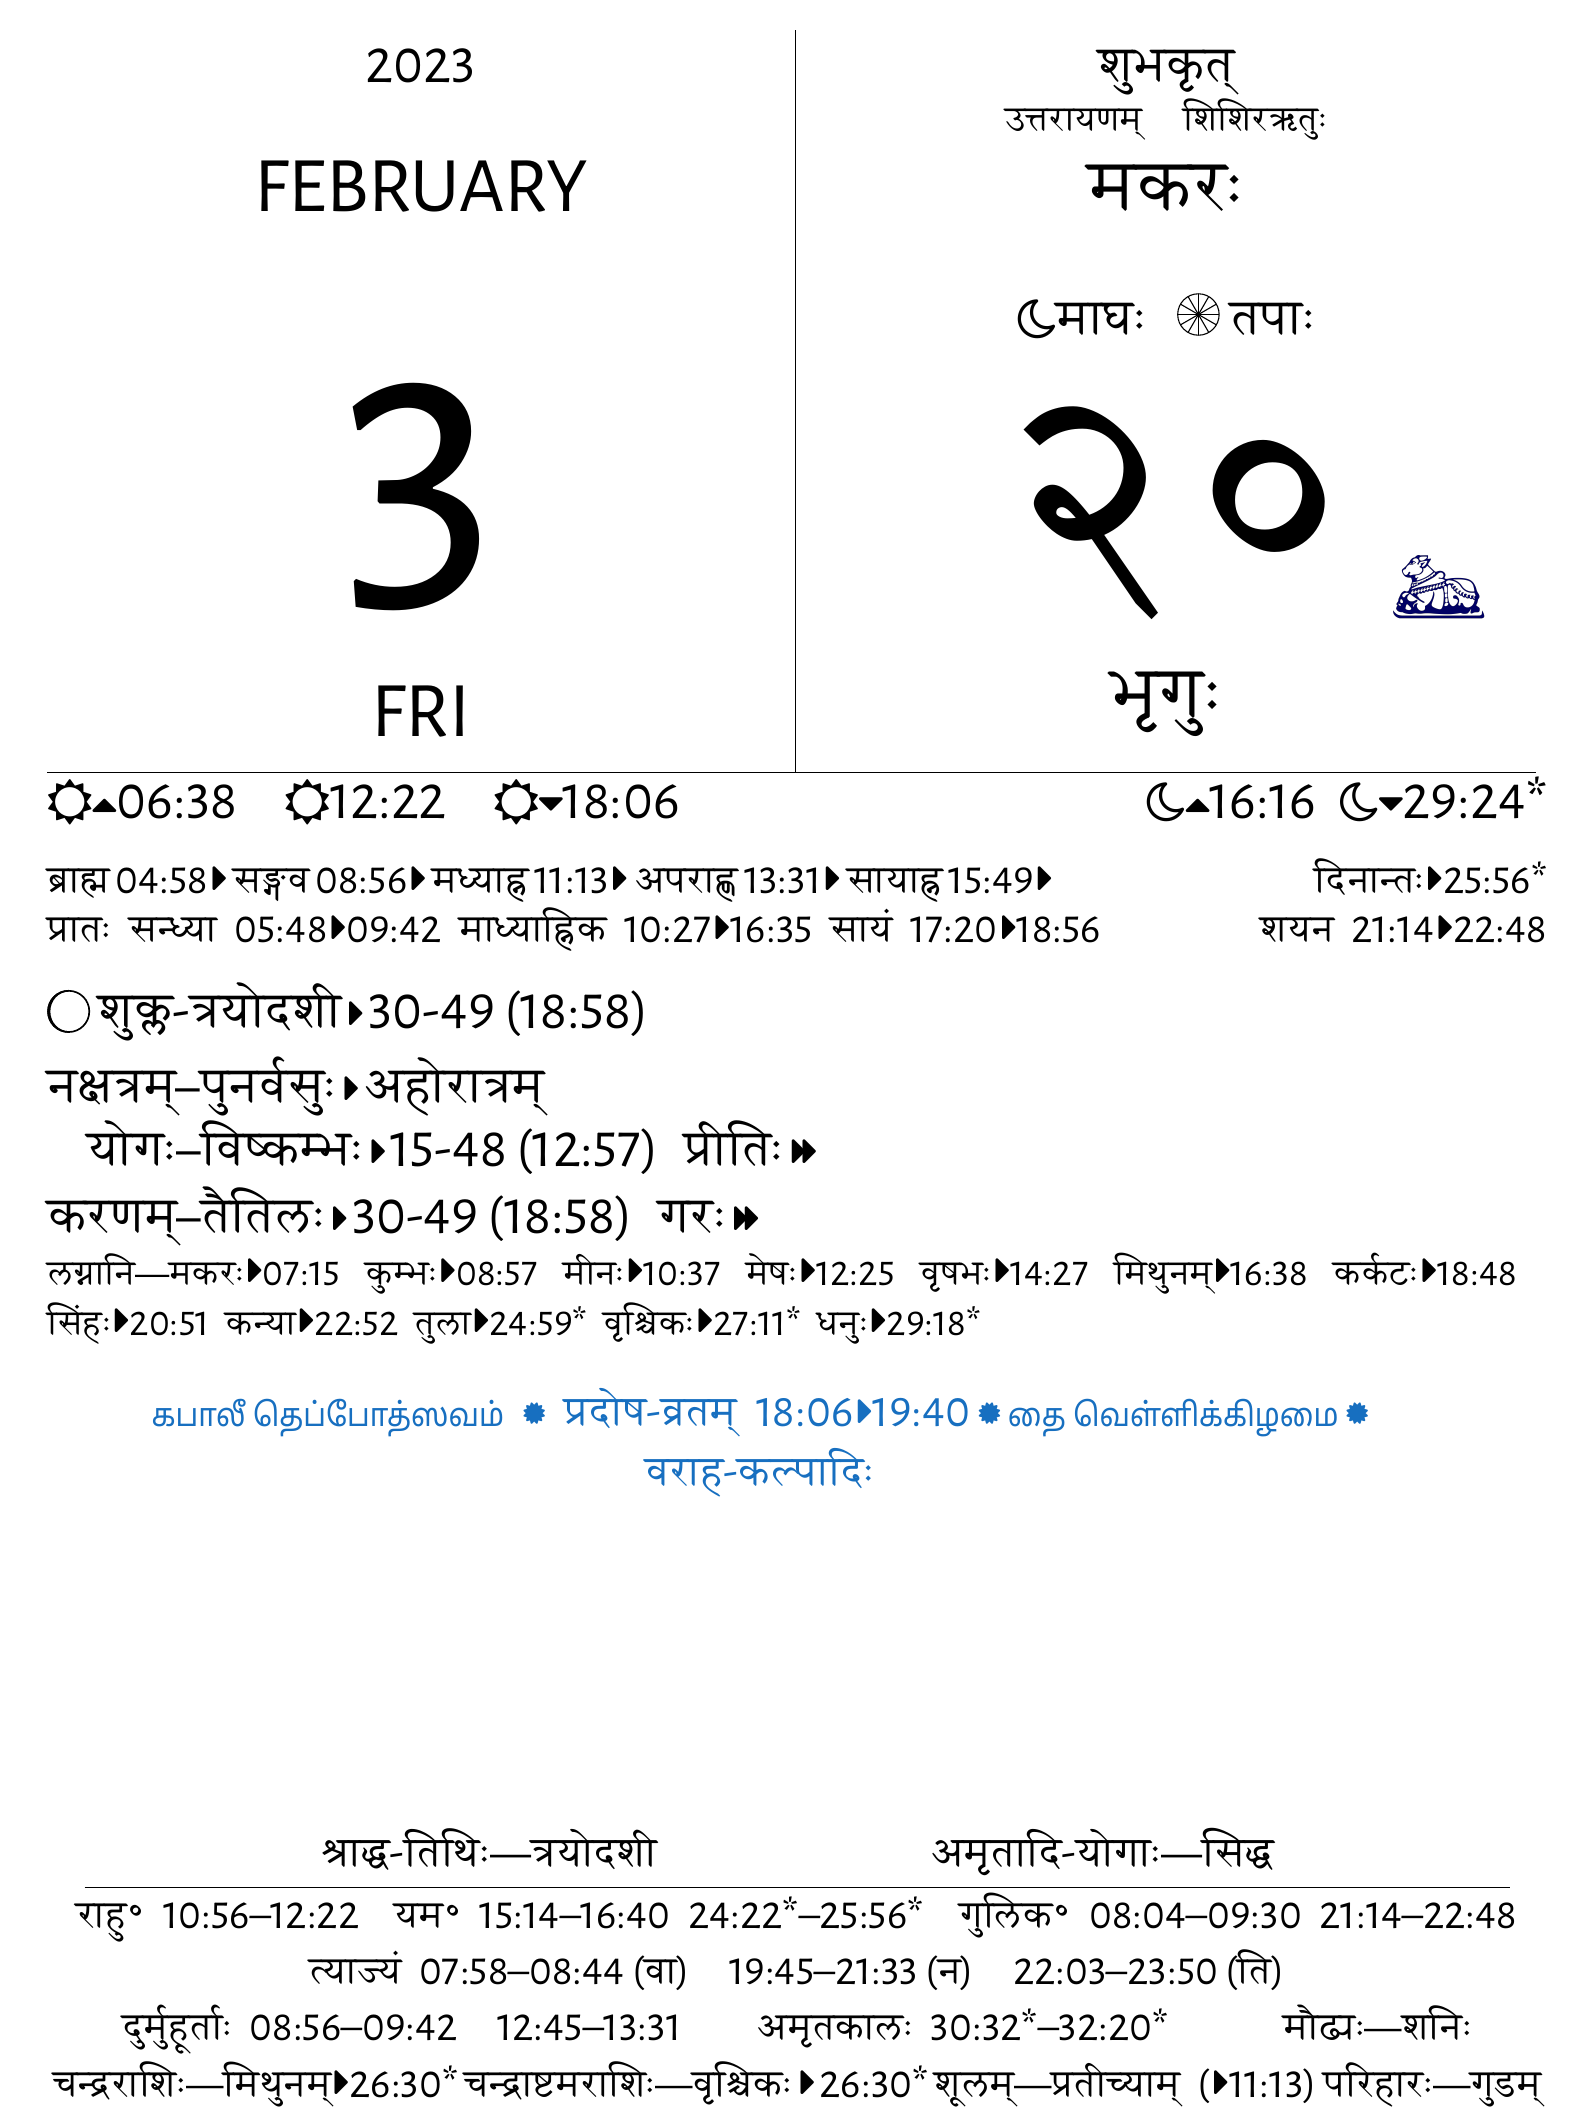 2023
FEBRUARY
3
FRI
शुभकृत्
उत्तरायणम् शिशिरऋतुः
मकरः
माघः तपाः
२०
भृगुः
06:38 12:22 18:06 16:16 29:24*
ब्राह्म 04:58 सङ्गव 08:56 मध्याह्न 11:13 अपराह्ण 13:31 सायाह्न 15:49 दिनान्तः 25:56*
प्रातः सन्ध्या 05:48 09:42 माध्याह्निक 10:27 16:35 सायं 17:20 18:56 शयन 21:14 22:48
शुक्ल-त्रयोदशी 30-49 (18:58)
नक्षत्रम्–पुनर्वसुः अहोरात्रम्
योगः–विष्कम्भः 15-48 (12:57) प्रीतिः
करणम्–तैतिलः 30-49 (18:58) गरः
लग्नानि—मकरः 07:15 कुम्भः 08:57 मीनः 10:37 मेषः 12:25 वृषभः 14:27 मिथुनम् 16:38 कर्कटः 18:48
सिंहः 20:51 कन्या 22:52 तुला 24:59* वृश्चिकः 27:11* धनुः 29:18*
கபாலீ தெப்போத்ஸவம் प्रदोष-व्रतम् 18:06 19:40 தை வெள்ளிக்கிழமை
वराह-कल्पादिः
श्राद्ध-तिथिः—त्रयोदशी अमृतादि-योगाः—सिद्ध
राहु° 10:56–12:22 यम° 15:14–16:40 24:22*–25:56* गुलिक° 08:04–09:30 21:14–22:48
त्याज्यं 07:58–08:44 (वा) 19:45–21:33 (न) 22:03–23:50 (ति)
दुर्मुहूर्ताः 08:56–09:42 12:45–13:31 अमृतकालः 30:32*–32:20* मौढ्यः—शनिः
चन्द्रराशिः—मिथुनम् 26:30* चन्द्राष्टमराशिः—वृश्चिकः 26:30* शूलम्—प्रतीच्याम् ( 11:13) परिहारः—गुडम्